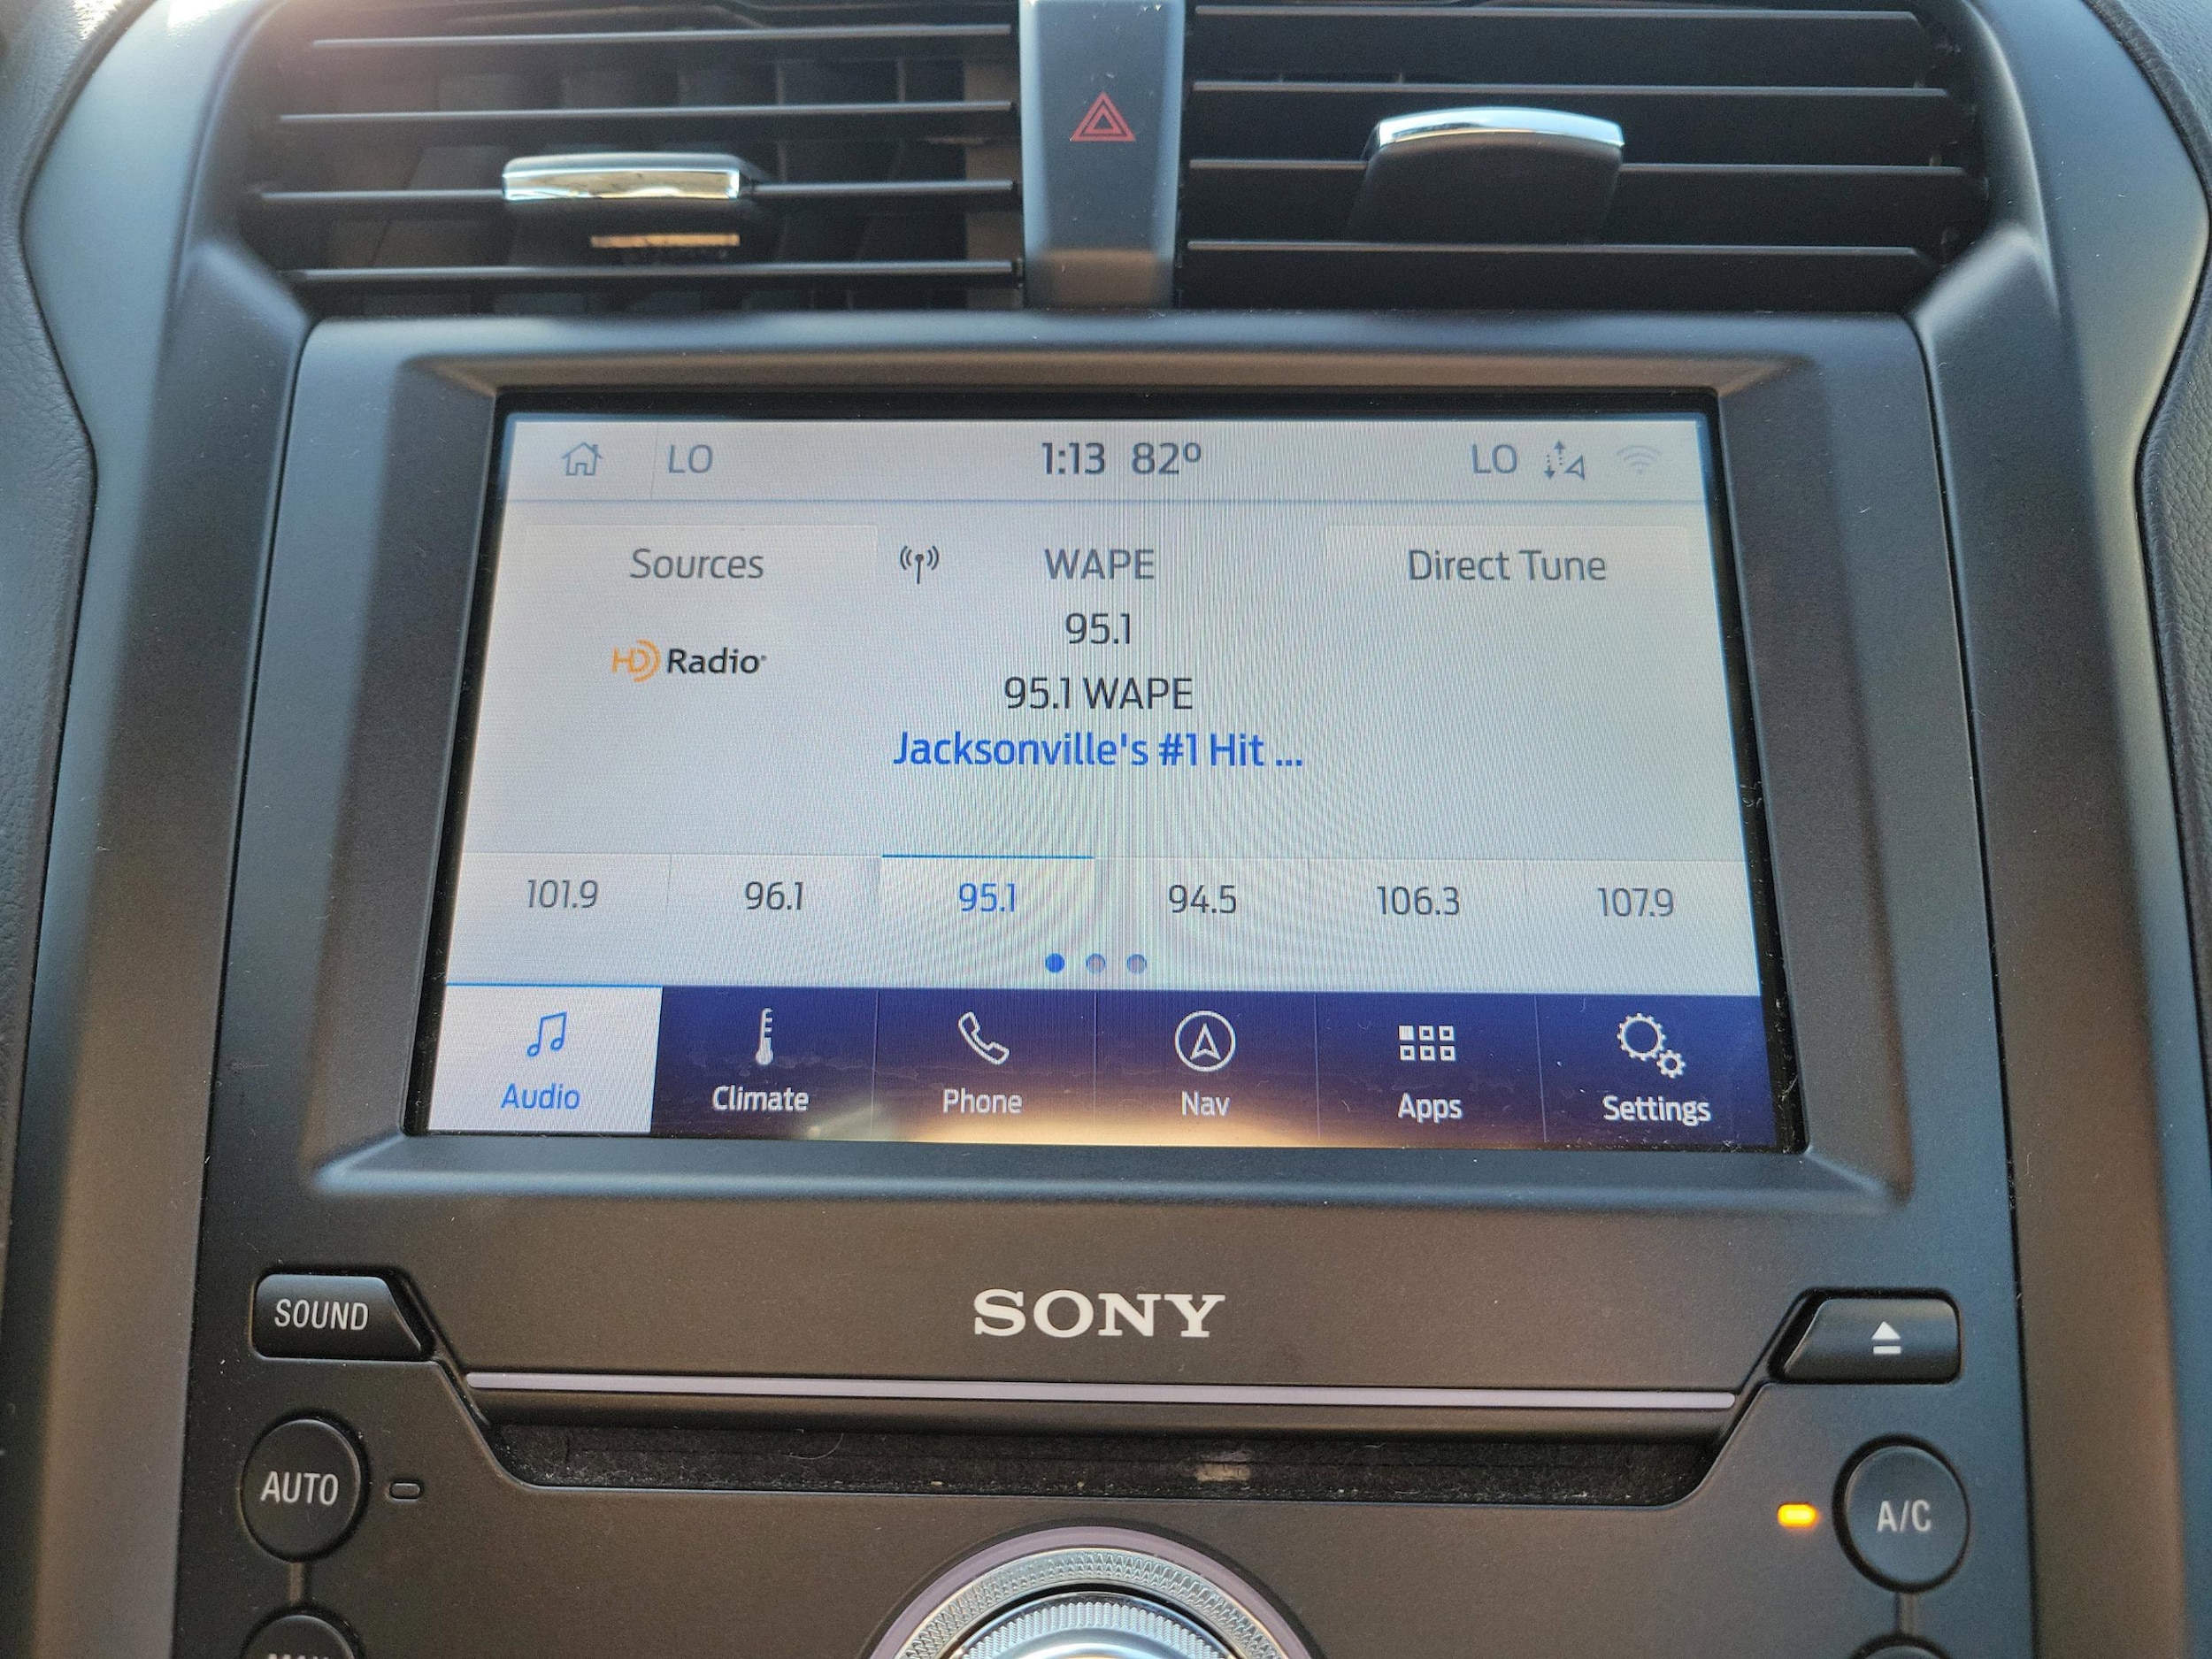 LO 1:13 82° LO
Sources WAPE Direct Tune
95.1
HD Radio
95.1 WAPE
Jacksonville's #1 Hit ...
101.9 96.1 95.1 94.5 106.3 107.9
Audio Climate Phone Nav Apps Settings
SONY
SOUND
AUTO A/C